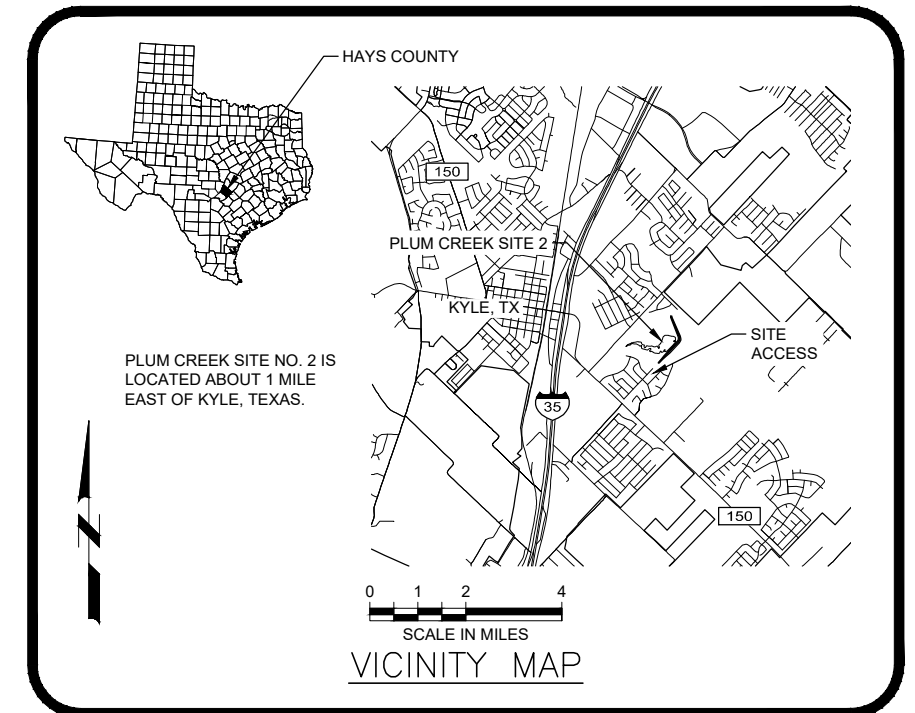 HAYS COUNTY
150
PLUM CREEK SITE 2
KYLE, TX
SITE
ACCESS
PLUM CREEK SITE NO. 2 IS
LOCATED ABOUT 1 MILE
EAST OF KYLE, TEXAS.
35
150
N
0 1 2 4
SCALE IN MILES
VICINITY MAP